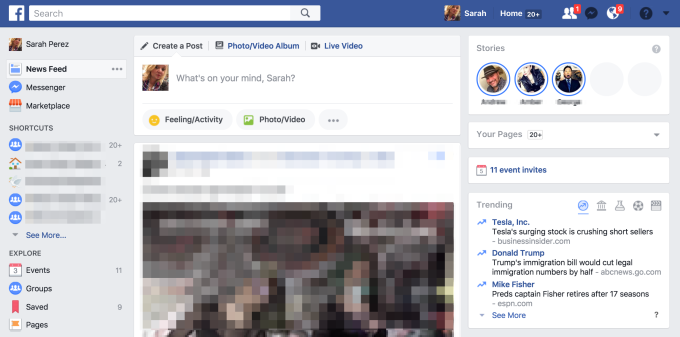 f
Search
Sarah
Home 20+
1
9
?
Sarah Perez
News Feed
Messenger
Marketplace
SHORTCUTS
20+
2
20+
See More...
EXPLORE
3 Events 11
Groups
Saved 9
Pages
Create a Post
Photo/Video Album
Live Video
What's on your mind, Sarah?
Feeling/Activity
Photo/Video
Stories
?
Your Pages 20+
5 11 event invites
Trending
Tesla, Inc.
Tesla's surging stock is crushing short sellers
- businessinsider.com
Donald Trump
Trump's immigration bill would cut legal
immigration numbers by half - abcnews.go.com
Mike Fisher
Preds captain Fisher retires after 17 seasons
- espn.com
See More
?